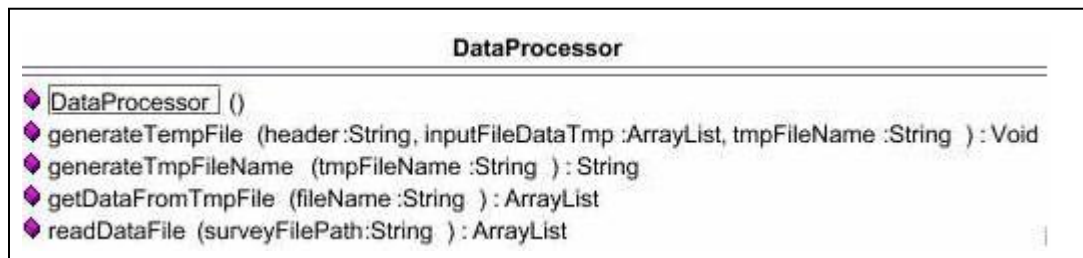 DataProcessor
DataProcessor ()
generateTempFile (header:String, inputFileDataTmp :ArrayList, tmpFileName :String ) : Void
generateTmpFileName (tmpFileName :String ) : String
getDataFromTmpFile (fileName :String ) : ArrayList
readDataFile (surveyFilePath:String ) : ArrayList